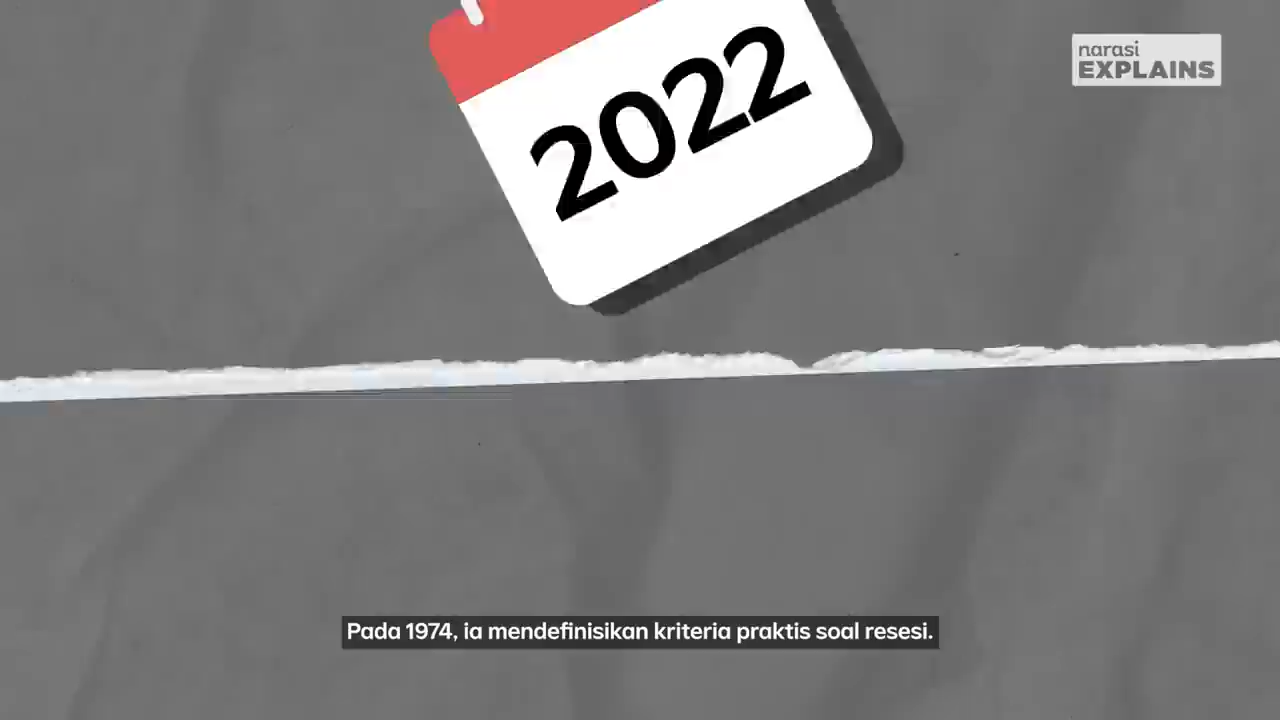 2022
narasi
EXPLAINS
Pada 1974, ia mendefinisikan kriteria praktis soal resesi.